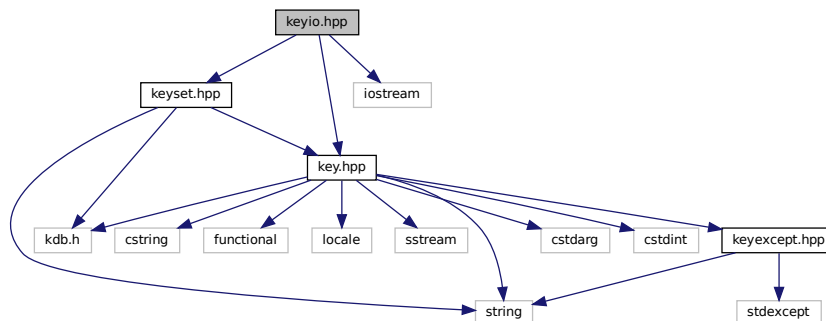 keyio.hpp
keyset.hpp
iostream
key.hpp
kdb.h
cstring
functional
locale
sstream
cstdarg
cstdint
keyexcept.hpp
string
stdexcept